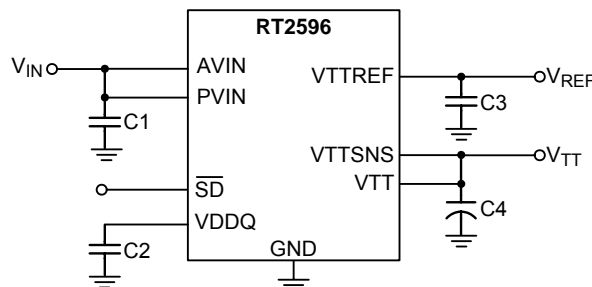 RT2596
VIN
AVIN
PVIN
C1
SD
VDDQ
C2
GND
VTTREF
VREF
C3
VTTSNS
VTT
VTT
C4